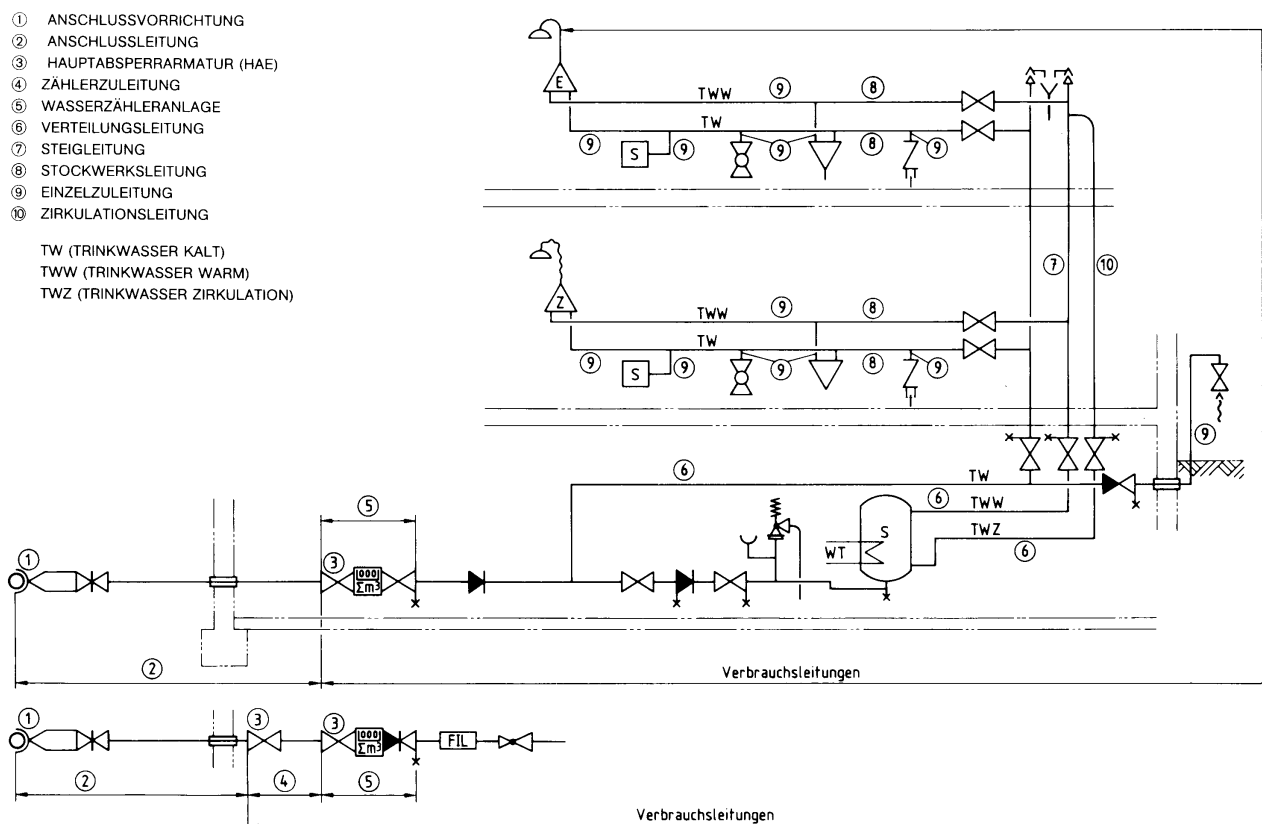 ① ANSCHLUSSVORRICHTUNG
② ANSCHLUSSLEITUNG
③ HAUPTABSPERRARMATUR (HAE)
④ ZÄHLERZULEITUNG
⑤ WASSERZÄHLERANLAGE
⑥ VERTEILUNGSLEITUNG
⑦ STEIGLEITUNG
⑧ STOCKWERKSLEITUNG
⑨ EINZELZULEITUNG
⑩ ZIRKULATIONSLEITUNG
TW (TRINKWASSER KALT)
TWW (TRINKWASSER WARM)
TWZ (TRINKWASSER ZIRKULATION)
E
TWW ⑨ ⑧
TW
⑨ S ⑨ ⑨ ⑧ ⑨
⑦ ⑩
Z
TWW ⑨ ⑧
TW
⑨ S ⑨ ⑨ ⑧ ⑨
⑨
⑥ TW
⑥ TWW
S
TWZ
WT
⑥
⑤
① ③ 000
Σm³
② Verbrauchsleitungen
① ③ ③ 000
Σm³ FIL
② ④ ⑤
Verbrauchsleitungen